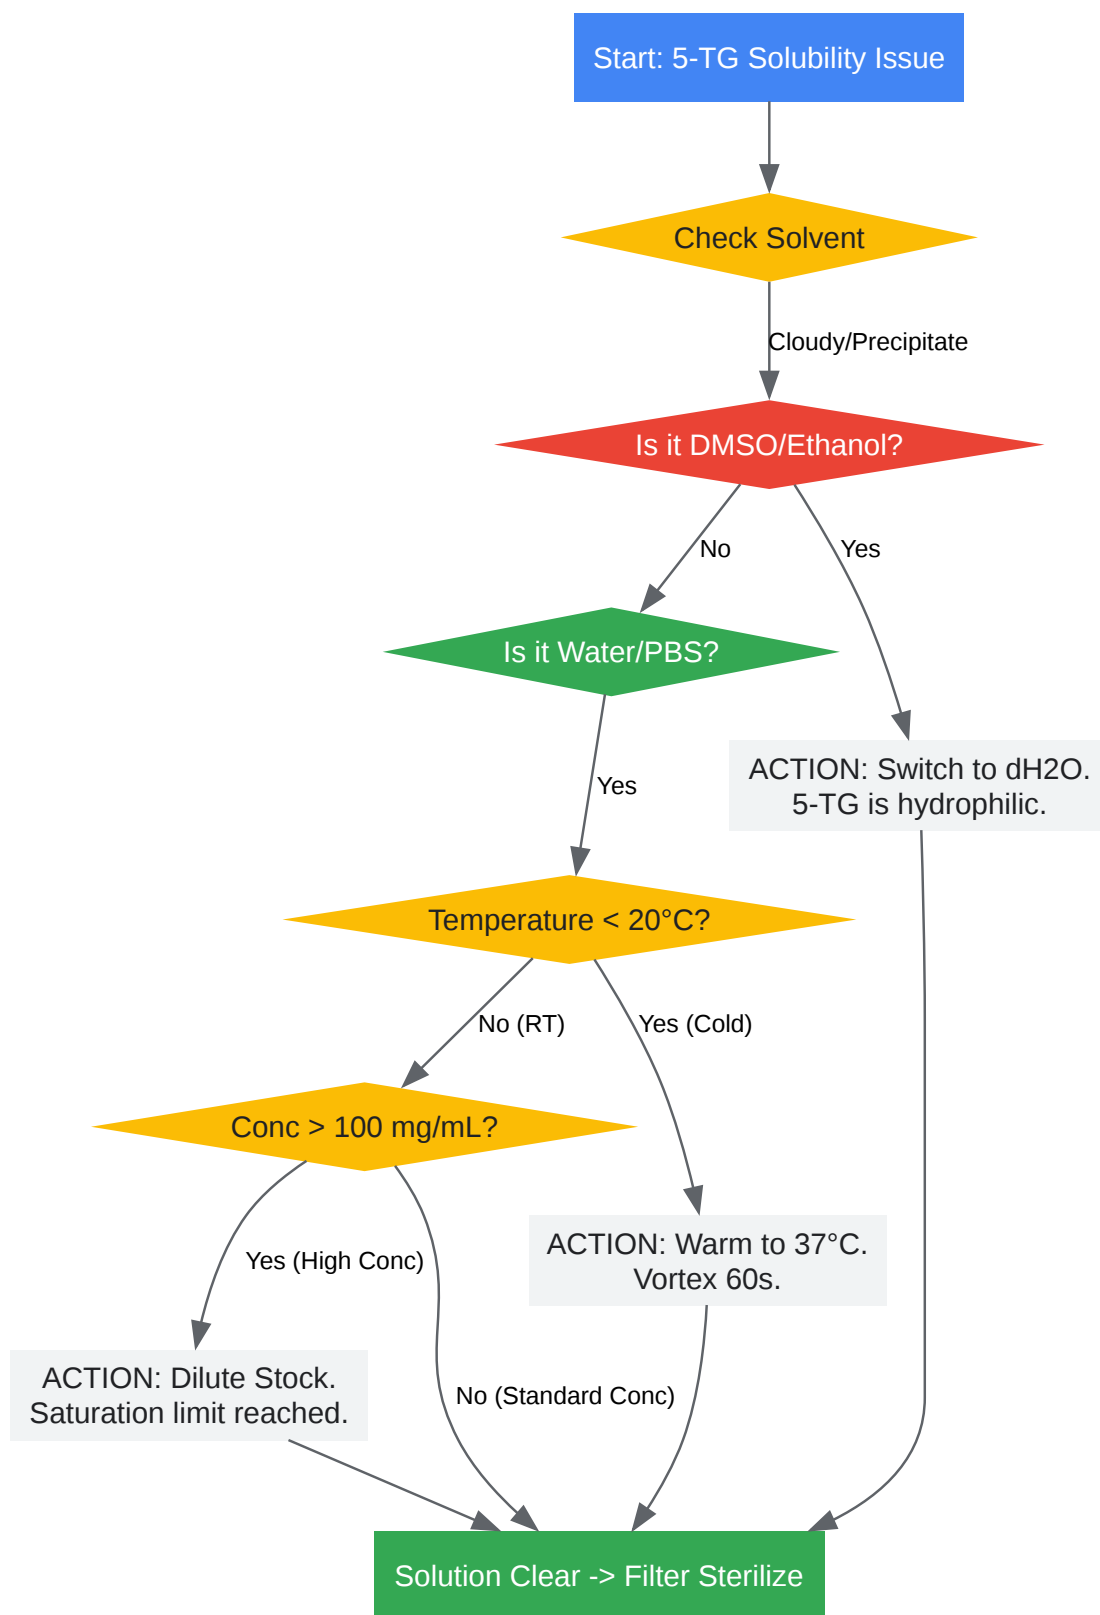 Start: 5-TG Solubility Issue
Check Solvent
Cloudy/Precipitate
Is it DMSO/Ethanol?
No
Yes
Is it Water/PBS?
ACTION: Switch to dH2O.
5-TG is hydrophilic.
Yes
Temperature < 20°C?
No (RT)
Yes (Cold)
Conc > 100 mg/mL?
ACTION: Warm to 37°C.
Vortex 60s.
Yes (High Conc)
ACTION: Dilute Stock.
Saturation limit reached.
No (Standard Conc)
Solution Clear -> Filter Sterilize